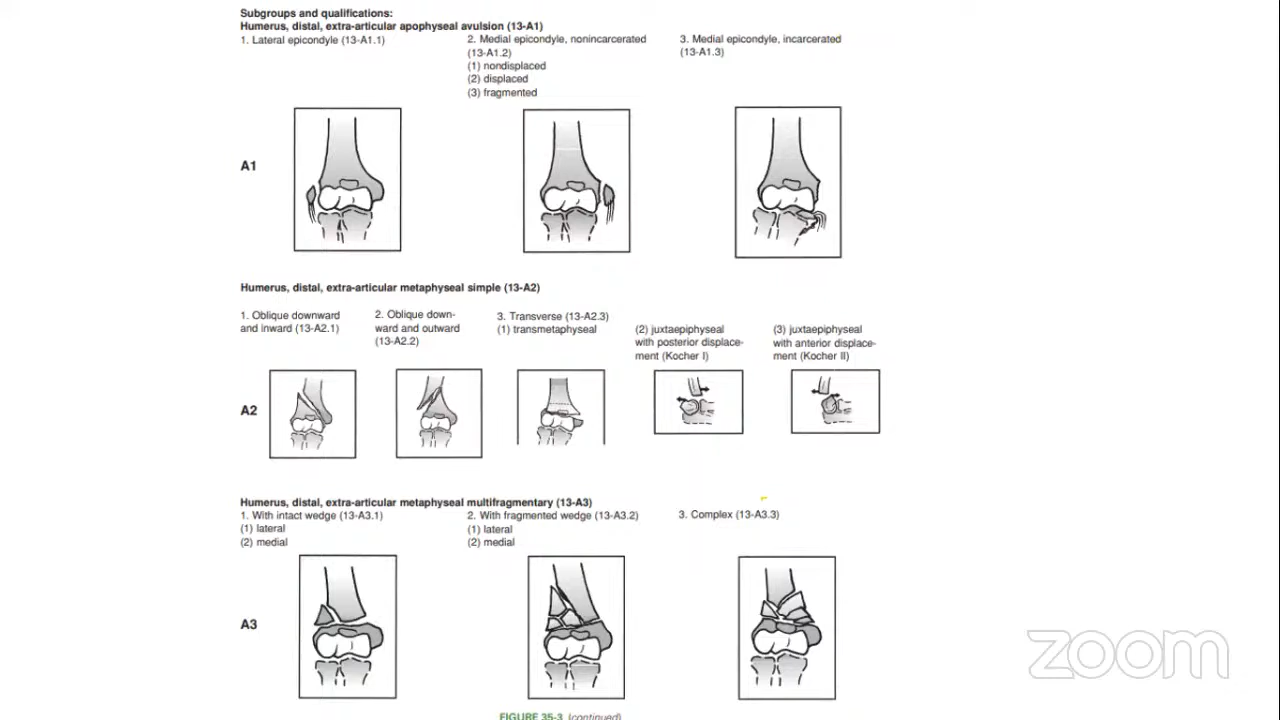 Subgroups and qualifications:
Humerus, distal, extra-articular apophyseal avulsion (13-A1)
1. Lateral epicondyle (13-A1.1)
2. Medial epicondyle, nonincarcerated
(13-A1.2)
(1) nondisplaced
(2) displaced
(3) fragmented
3. Medial epicondyle, incarcerated
(13-A1.3)
A1
Humerus, distal, extra-articular metaphyseal simple (13-A2)
1. Oblique downward
and inward (13-A2.1)
2. Oblique down-
ward and outward
(13-A2.2)
3. Transverse (13-A2.3)
(1) transmetaphyseal
(2) juxtaepiphyseal
with posterior displace-
ment (Kocher I)
(3) juxtaepiphyseal
with anterior displace-
ment (Kocher II)
A2
Humerus, distal, extra-articular metaphyseal multifragmentary (13-A3)
1. With intact wedge (13-A3.1)
(1) lateral
(2) medial
2. With fragmented wedge (13-A3.2)
(1) lateral
(2) medial
3. Complex (13-A3.3)
A3
FIGURE 35-3 (continued)
zoom